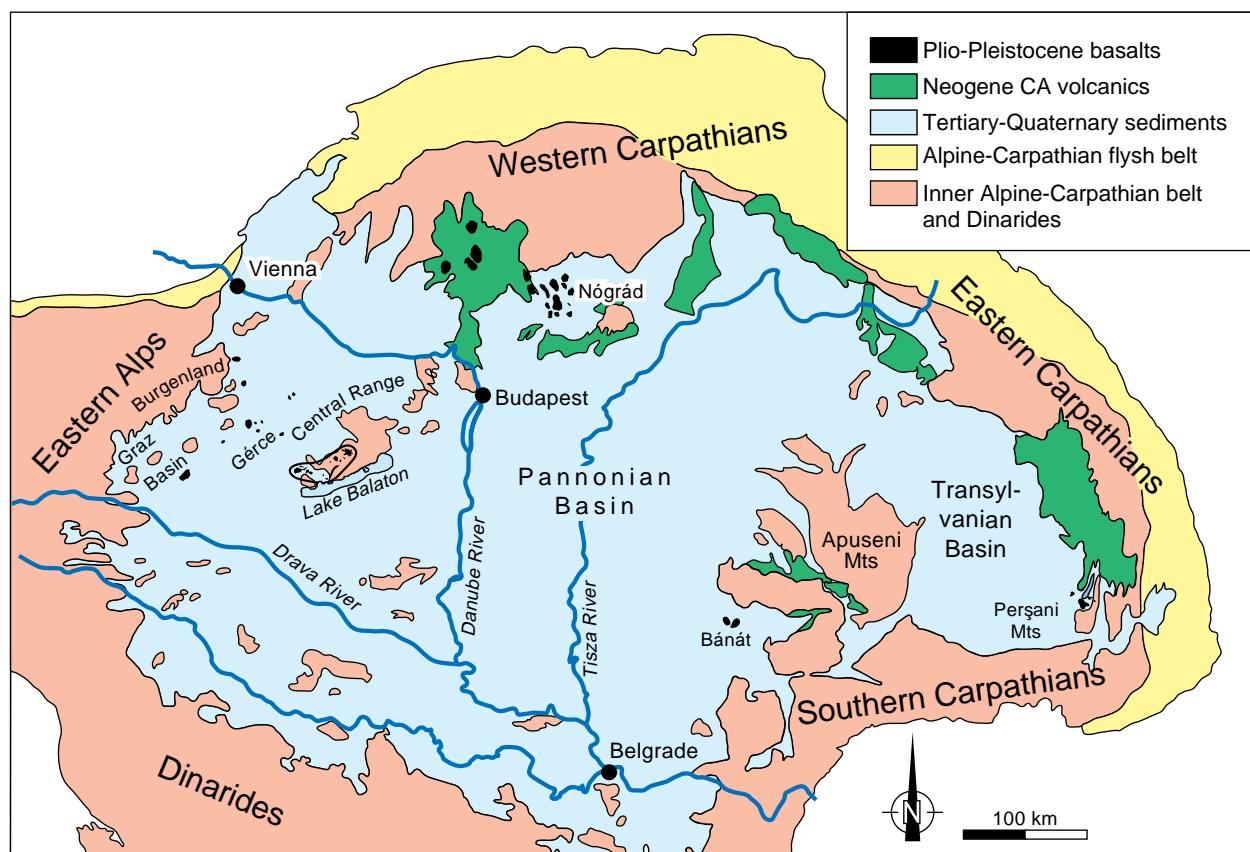 Plio-Pleistocene basalts
Neogene CA volcanics
Tertiary-Quaternary sediments
Alpine-Carpathian flysh belt
Inner Alpine-Carpathian belt
and Dinarides
Western Carpathians
Vienna
Nógrád
Eastern Carpathians
Eastern Alps
Burgenland
Central Range
Budapest
Graz
Basin
Gérce
Lake Balaton
Pannonian
Basin
Transyl-
vanian
Basin
Apuseni
Mts
Drava River
Danube River
Tisza River
Bánát
Perşani
Mts
Southern Carpathians
Belgrade
Dinarides
N
100 km